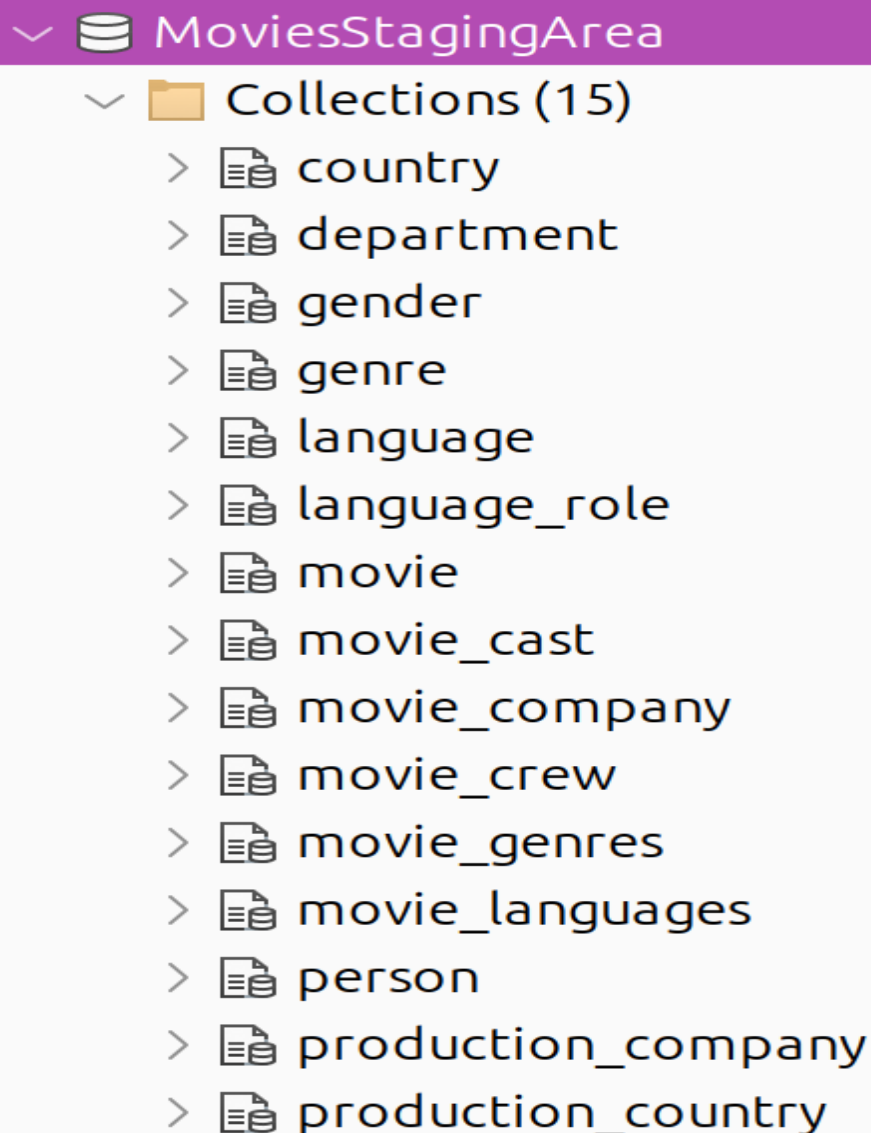 MoviesStagingArea
Collections (15)
country
department
gender
genre
language
language_role
movie
movie_cast
movie_company
movie_crew
movie_genres
movie_languages
person
production_company
production_country